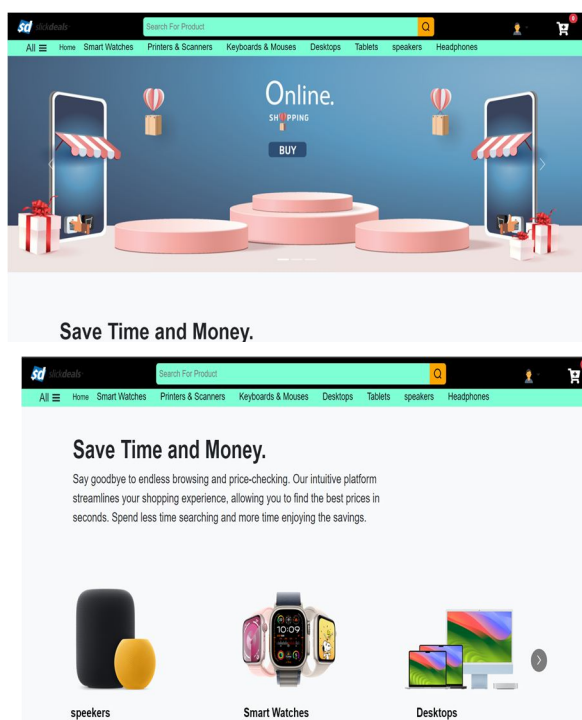 sd slickdeals
Search For Product
0
All Home Smart Watches Printers & Scanners Keyboards & Mouses Desktops Tablets speakers Headphones
Online.
SHOPPING
BUY
Save Time and Money.
sd slickdeals
Search For Product
All Home Smart Watches Printers & Scanners Keyboards & Mouses Desktops Tablets speakers Headphones
Save Time and Money.
Say goodbye to endless browsing and price-checking. Our intuitive platform
streamlines your shopping experience, allowing you to find the best prices in
seconds. Spend less time searching and more time enjoying the savings.
10:09
speekers
Smart Watches
Desktops